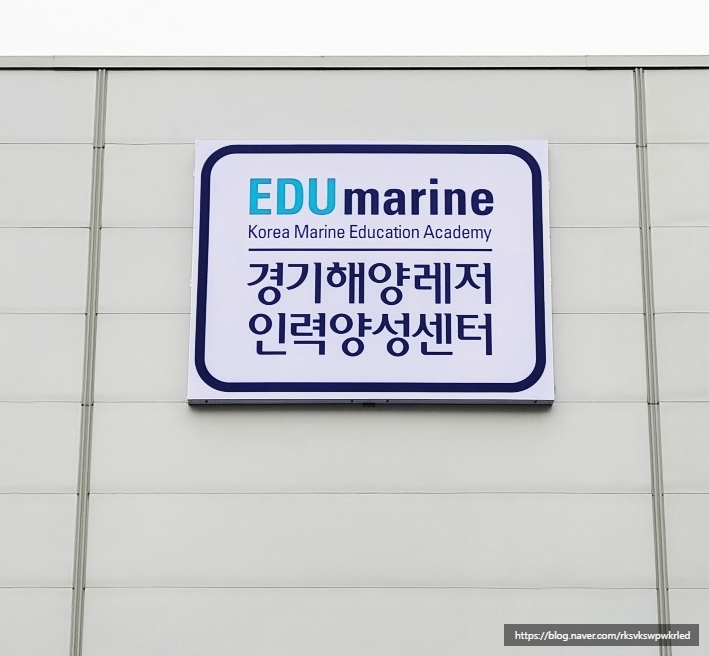 EDUmarine
Korea Marine Education Academy
경기해양레저
인력양성센터
https://blog.naver.com/rksvkswpwkrled